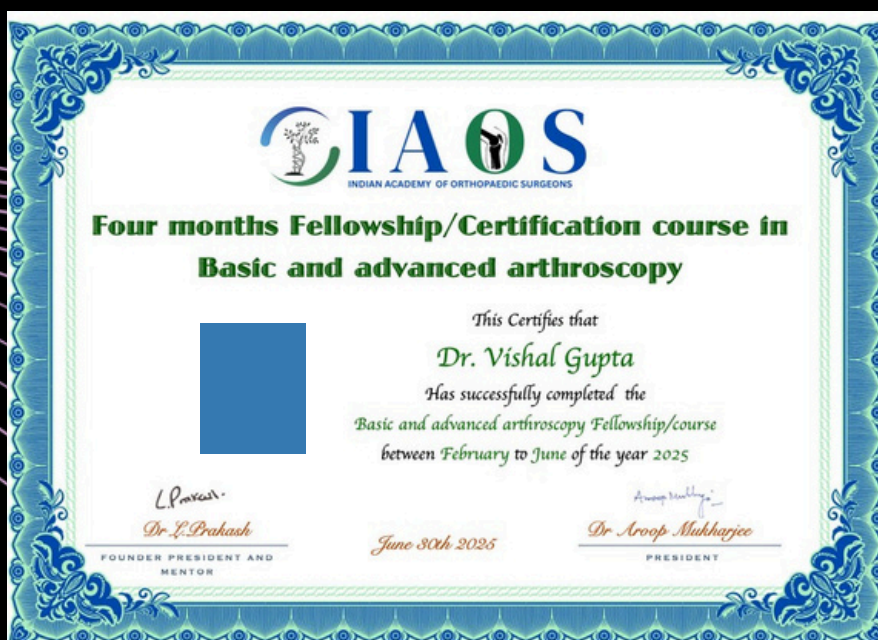 IAOS
INDIAN ACADEMY OF ORTHOPAEDIC SURGEONS
Four months Fellowship/Certification course in
Basic and advanced arthroscopy
This Certifies that
Dr. Vishal Gupta
Has successfully completed the
Basic and advanced arthroscopy Fellowship/course
between February to June of the year 2025
L.Prakash.
Dr L.Prakash
FOUNDER PRESIDENT AND
MENTOR
June 30th 2025
Dr Aroop Mukharjee
PRESIDENT